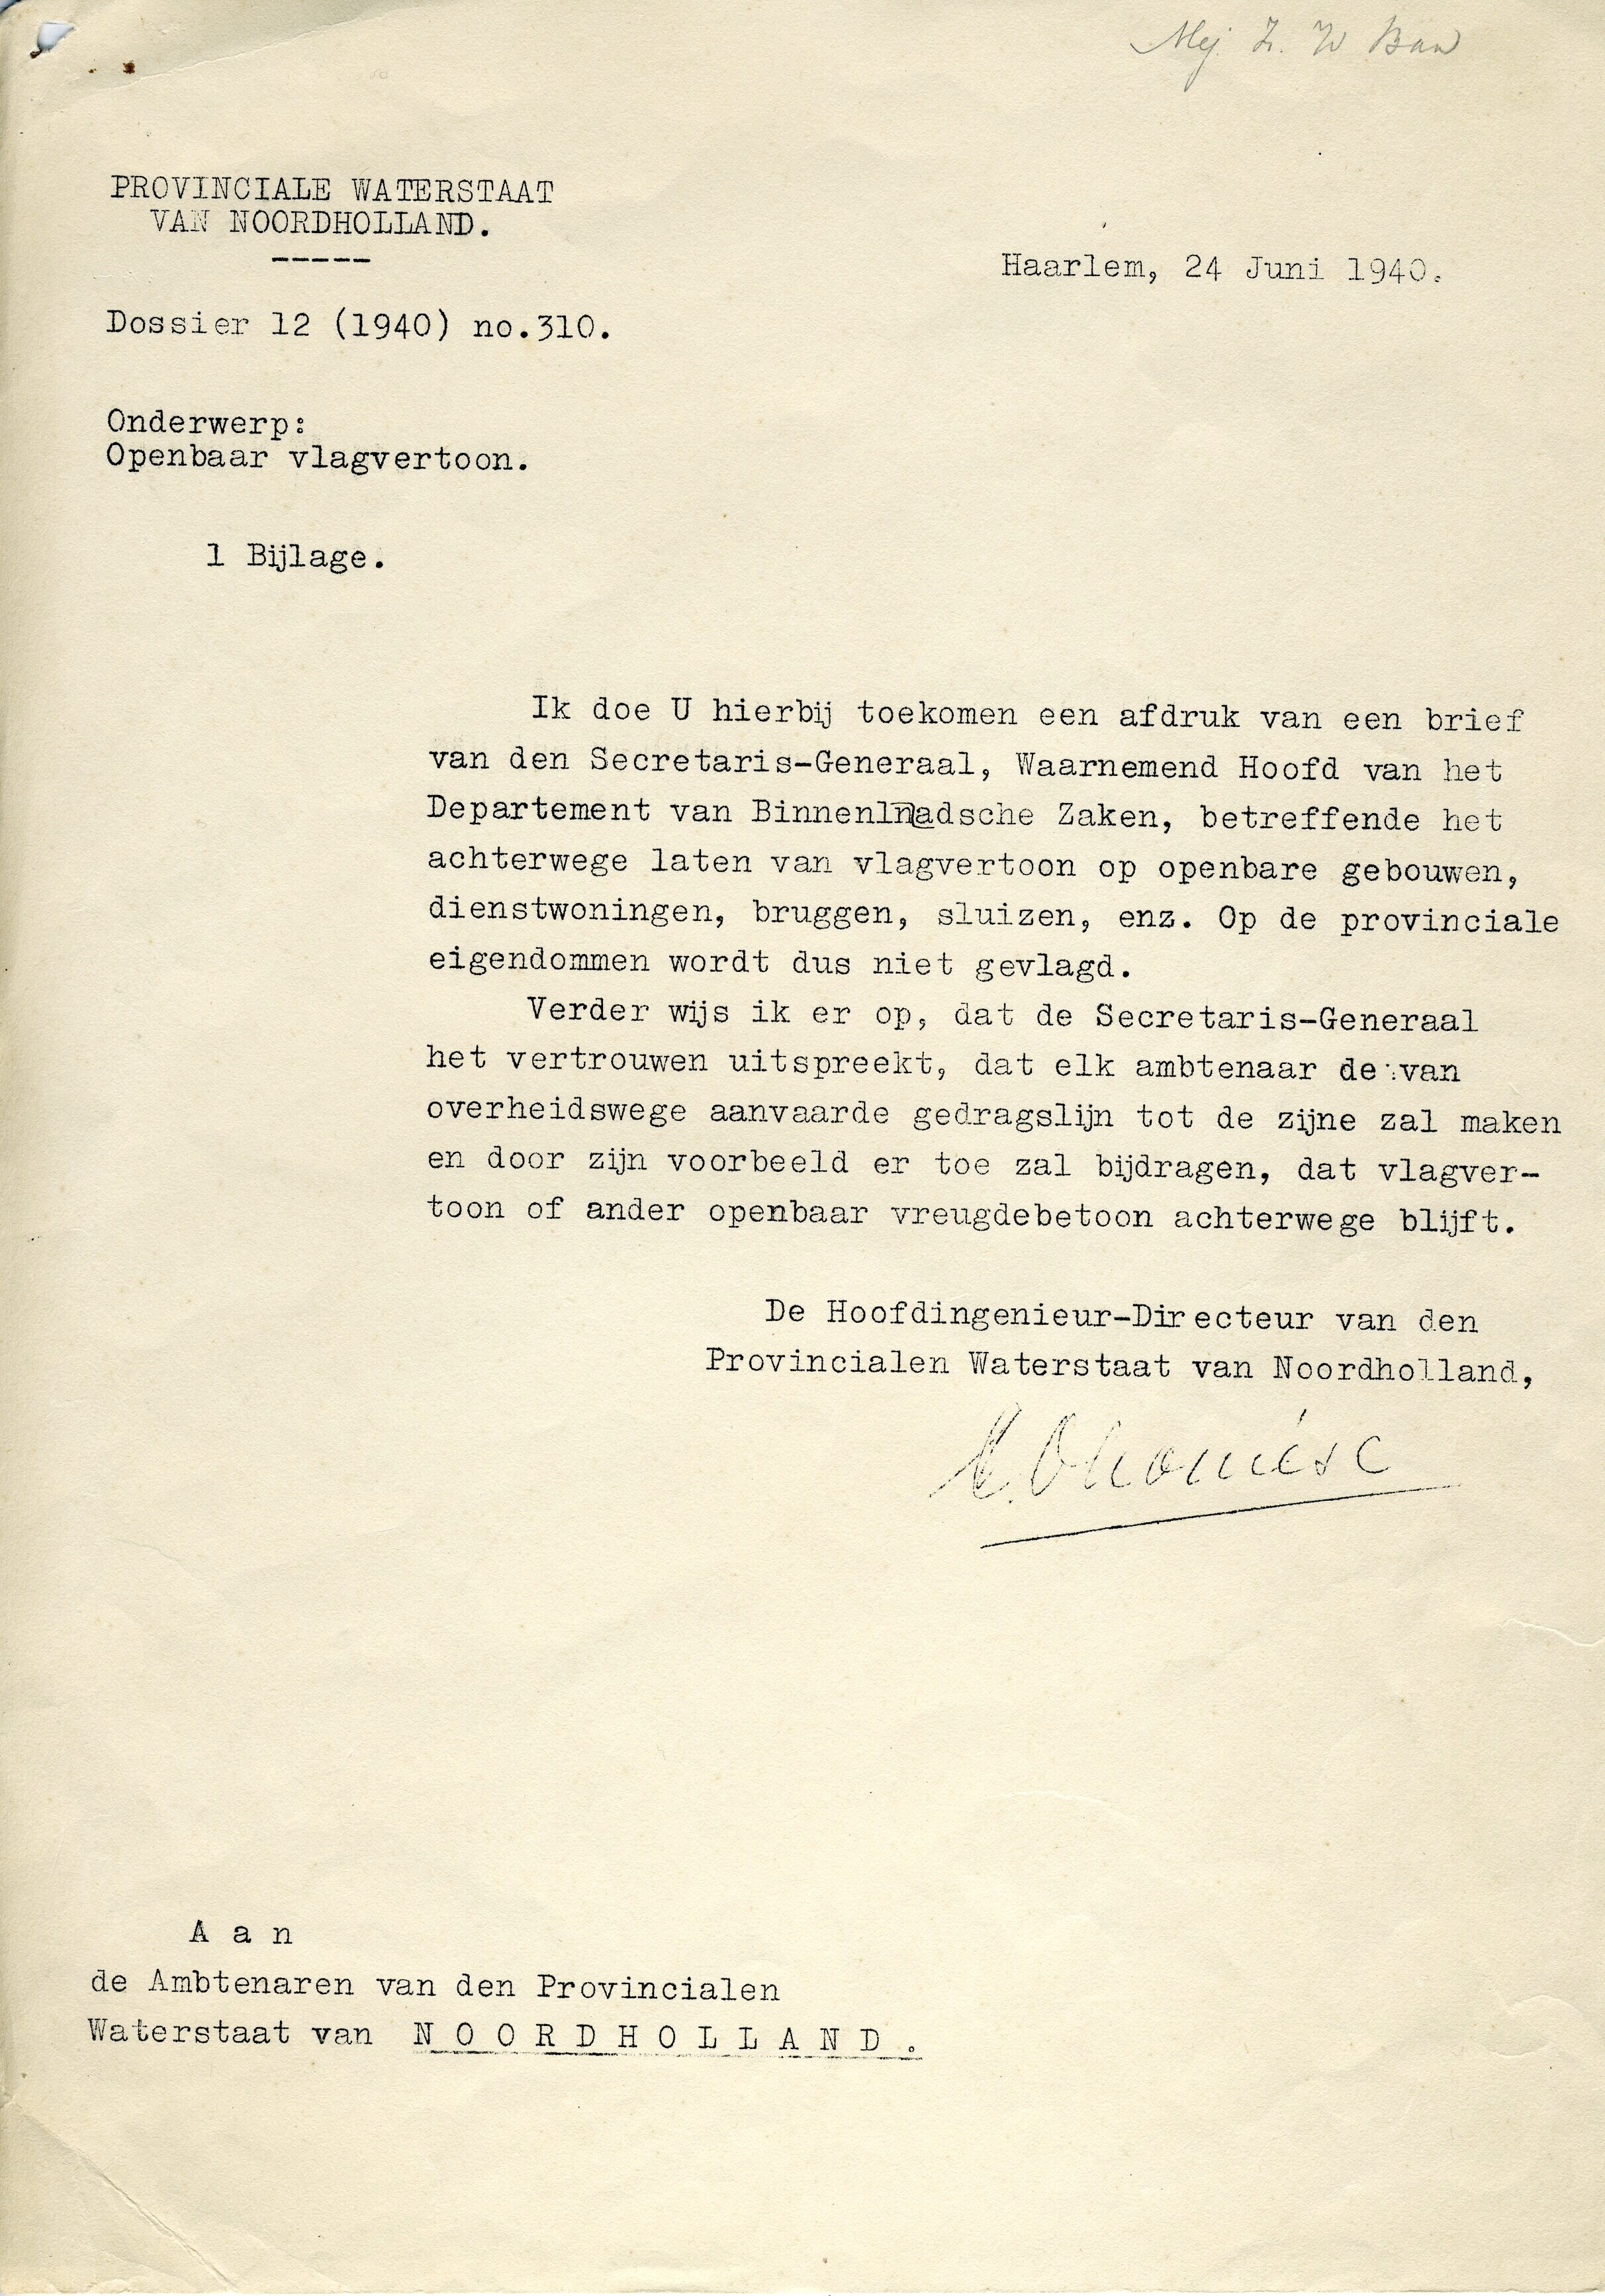 Mej. Z. W Bau
PROVINCIALE WATERSTAAT
VAN NOORDHOLLAND.
-----
Haarlem, 24 Juni 1940.
Dossier 12 (1940) no.310.
Onderwerp:
Openbaar vlagvertoon.
1 Bijlage.
Ik doe U hierbij toekomen een afdruk van een brief
van den Secretaris-Generaal, Waarnemend Hoofd van het
Departement van Binnenlnadsche Zaken, betreffende het
achterwege laten van vlagvertoon op openbare gebouwen,
dienstwoningen, bruggen, sluizen, enz. Op de provinciale
eigendommen wordt dus niet gevlagd.
Verder wijs ik er op, dat de Secretaris-Generaal
het vertrouwen uitspreekt, dat elk ambtenaar de van
overheidswege aanvaarde gedragslijn tot de zijne zal maken
en door zijn voorbeeld er toe zal bijdragen, dat vlagver-
toon of ander openbaar vreugdebetoon achterwege blijft.
De Hoofdingenieur-Directeur van den
Provincialen Waterstaat van Noordholland,
A a n
de Ambtenaren van den Provincialen
Waterstaat van N O O R D H O L L A N D .